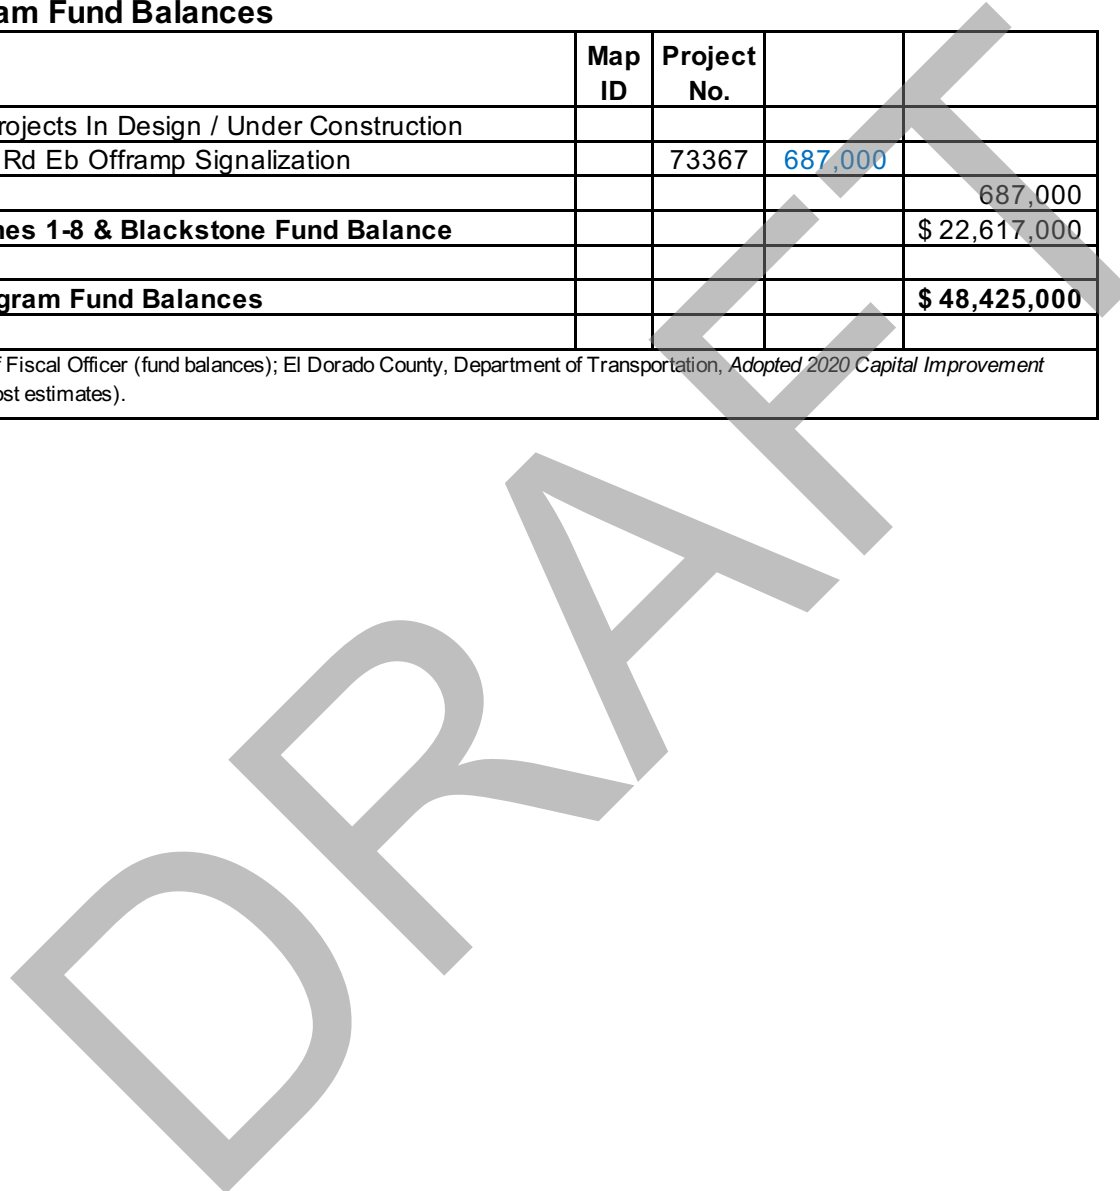 am Fund Balances
Map Project
ID No.
rojects In Design / Under Construction
Rd Eb Offramp Signalization 73367 687,000
687,000
nes 1-8 & Blackstone Fund Balance $ 22,617,000
gram Fund Balances $ 48,425,000
f Fiscal Officer (fund balances); El Dorado County, Department of Transportation, Adopted 2020 Capital Improvement
ost estimates).
DRAFT